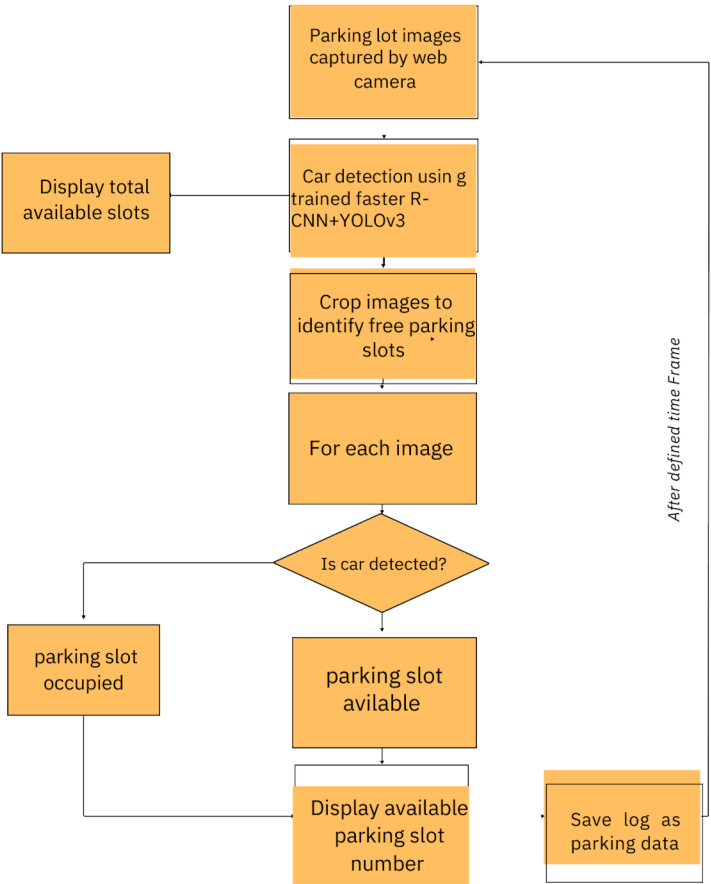 Parking lot images
captured by web
camera
Car detection usin g
trained faster R-
CNN+YOLOv3
Display total
available slots
Crop images to
identify free parking
slots
For each image
After defined time Frame
Is car detected?
parking slot
occupied
parking slot
avilable
Display available
parking slot
number
Save log as
parking data